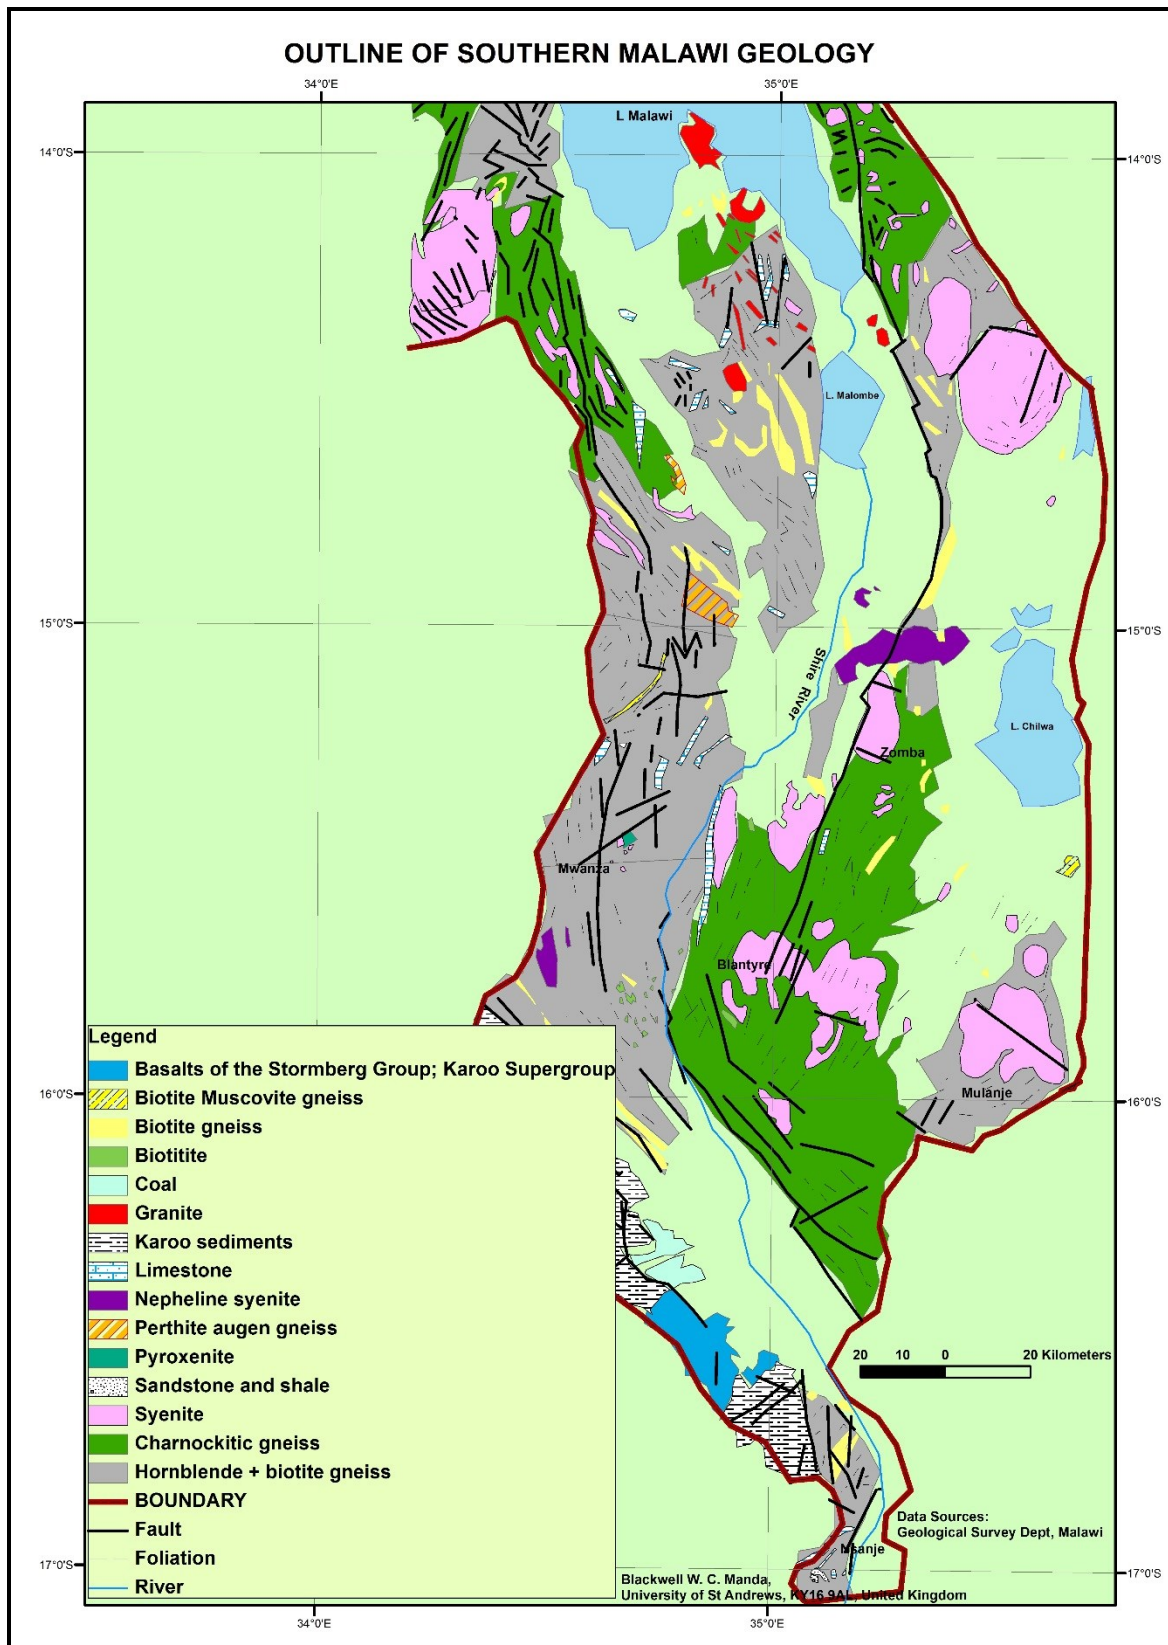 OUTLINE OF SOUTHERN MALAWI GEOLOGY
34°0'E
35°0'E
L Malawi
14°0'S
14°0'S
L. Malombe
15°0'S
15°0'S
Shire River
L. Chilwa
Zomba
Mwanza
Blantyre
Mulanje
16°0'S
16°0'S
Legend
Basalts of the Stormberg Group; Karoo Supergroup
Biotite Muscovite gneiss
Biotite gneiss
Biotitite
Coal
Granite
Karoo sediments
Limestone
Nepheline syenite
Perthite augen gneiss
Pyroxenite
Sandstone and shale
Syenite
Charnockitic gneiss
Hornblende + biotite gneiss
BOUNDARY
Fault
Foliation
River
20 10 0 20 Kilometers
Data Sources:
Geological Survey Dept, Malawi
Nsanje
17°0'S
17°0'S
Blackwell W. C. Manda,
University of St Andrews, KY16 9AL, United Kingdom
34°0'E
35°0'E